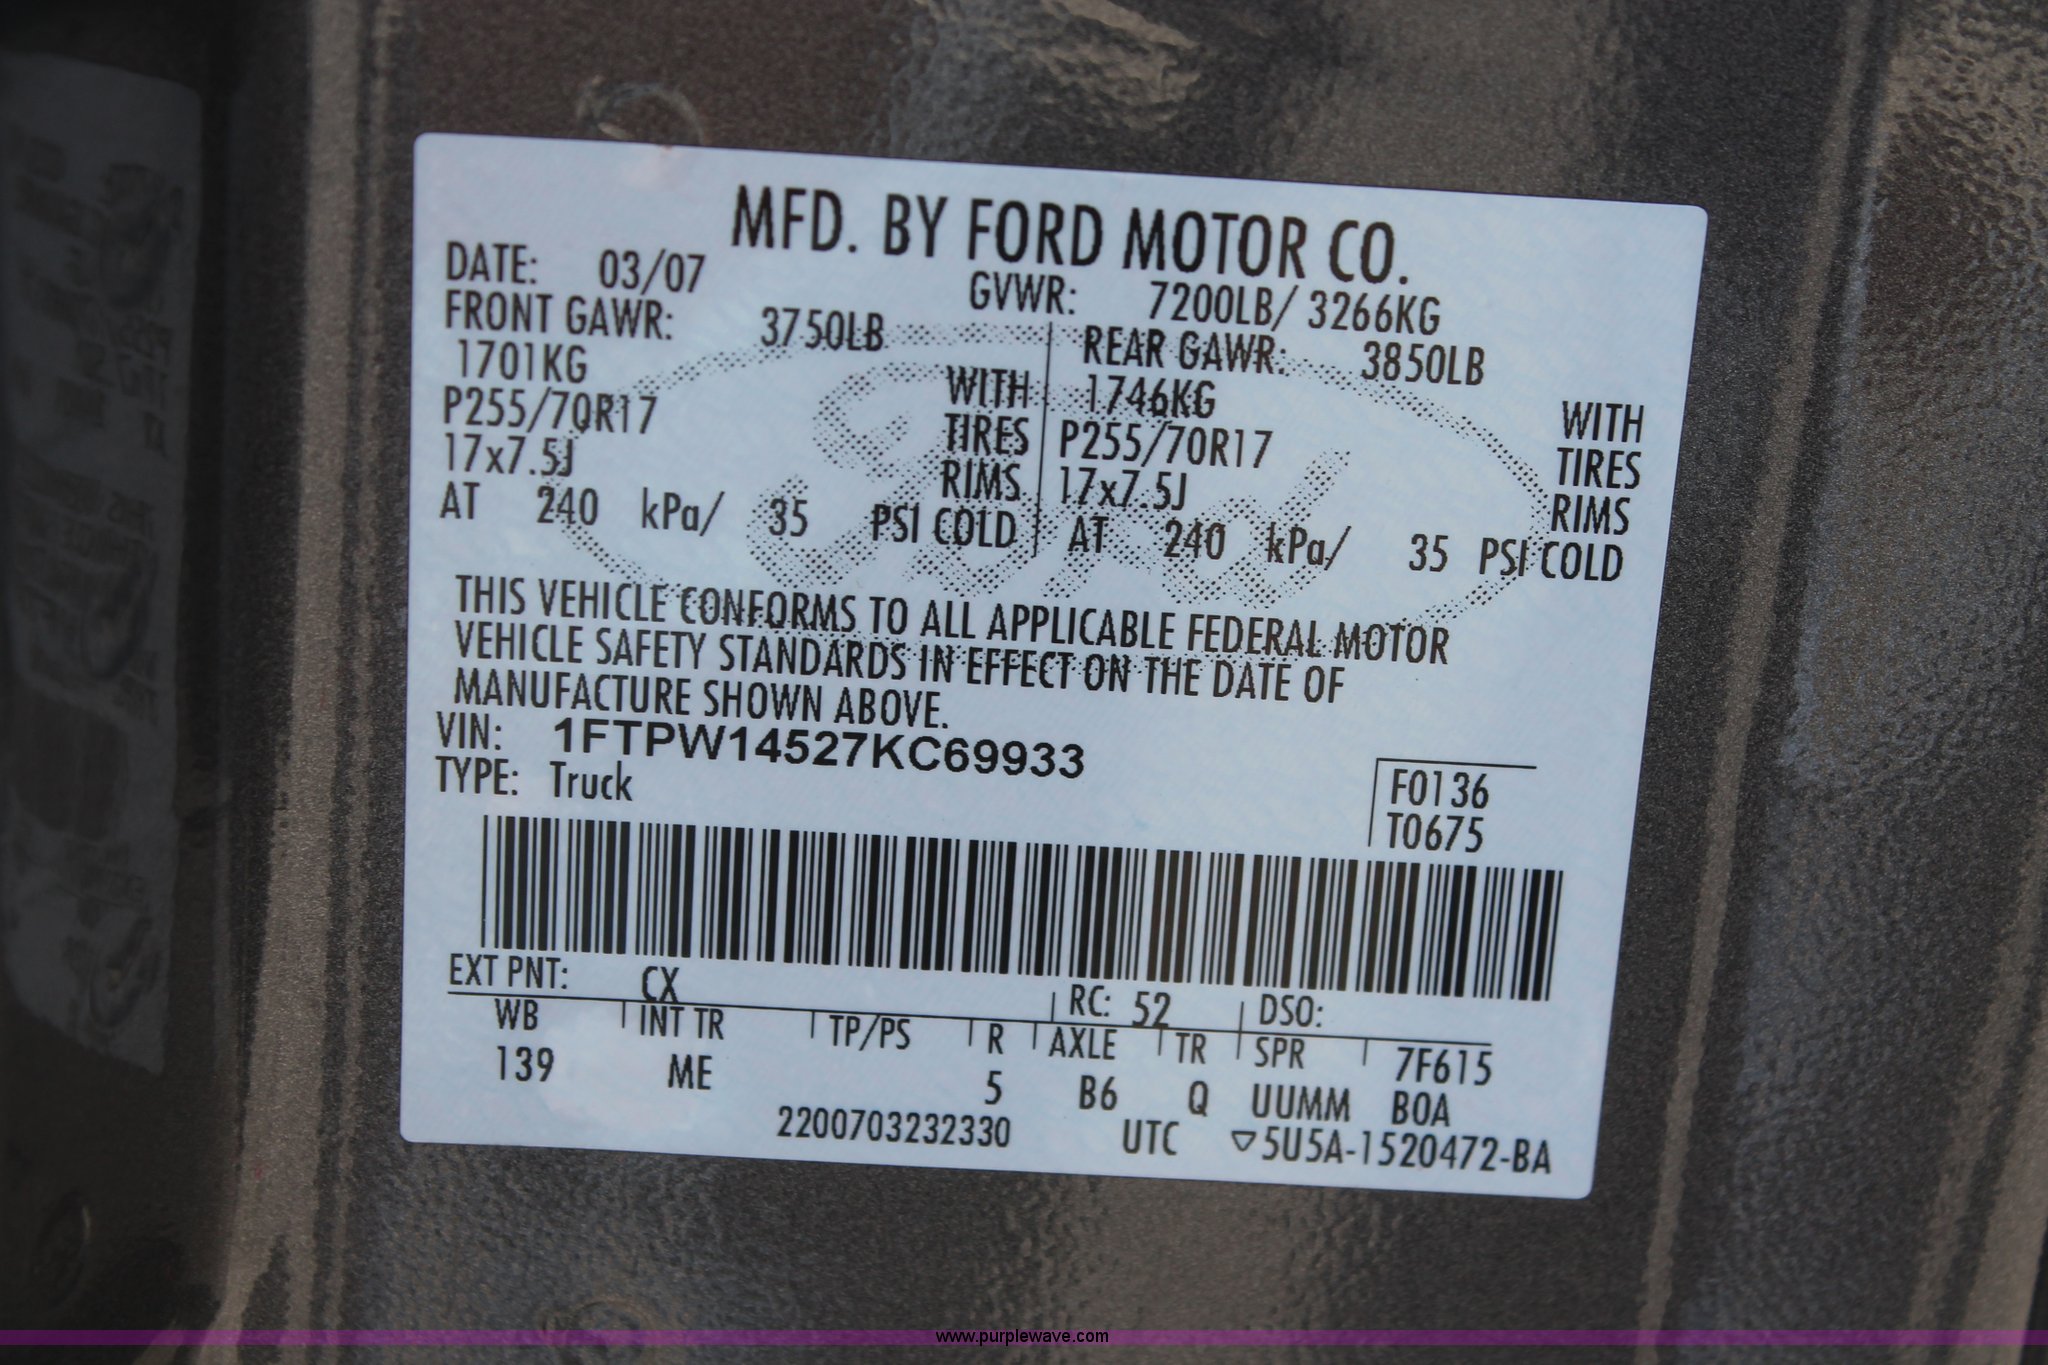 MFD. BY FORD MOTOR CO.
DATE: 03/07 GVWR: 7200LB/ 3266KG
FRONT GAWR: 3750LB REAR GAWR: 3850LB
1701KG WITH 1746KG WITH
P255/70R17 TIRES P255/70R17 TIRES
17x7.5J RIMS 17x7.5J RIMS
AT 240 kPa/ 35 PSI COLD AT 240 kPa/ 35 PSI COLD
Ford
THIS VEHICLE CONFORMS TO ALL APPLICABLE FEDERAL MOTOR
VEHICLE SAFETY STANDARDS IN EFFECT ON THE DATE OF
MANUFACTURE SHOWN ABOVE.
VIN: 1FTPW14527KC69933
TYPE: Truck
F0136
T0675
EXT PNT: CX RC: 52 DSO:
WB INT TR TP/PS R AXLE TR SPR 7F615
139 ME 5 B6 Q UUMM BOA
2200703232330 UTC ▽5U5A-1520472-BA
www.purplewave.com